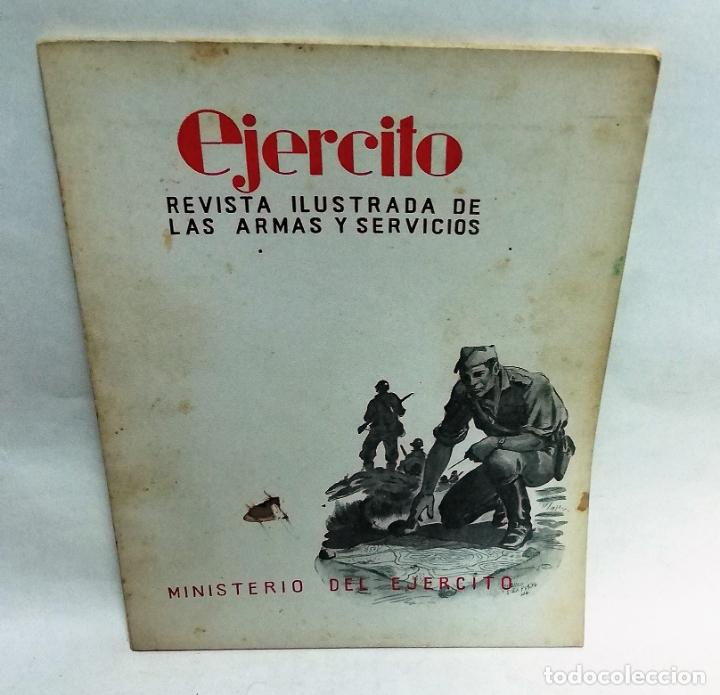 Ejercito
REVISTA ILUSTRADA DE
LAS ARMAS Y SERVICIOS
MINISTERIO DEL EJERCITO
todocoleccion